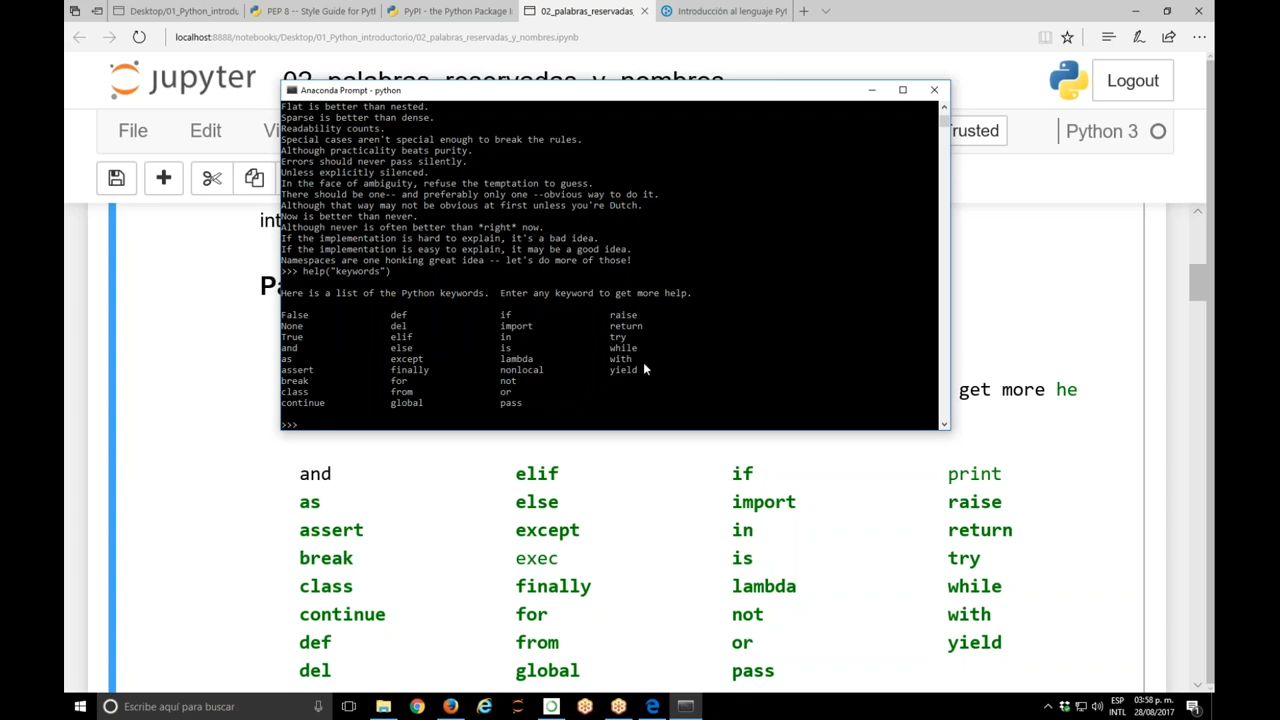 Desktop/01_Python_introdu
PEP 8 -- Style Guide for Pytl
PyPI - the Python Package I
02_palabras_reservadas_
Introducción al lenguaje Pyt
localhost:8888/notebooks/Desktop/01_Python_introductorio/02_palabras_reservadas_y_nombres.ipynb
jupyter
02_palabras_reservadas_y_nombres
Logout
File
Edit
Vi
rusted
Python 3
Anaconda Prompt - python
Flat is better than nested.
Sparse is better than dense.
Readability counts.
Special cases aren't special enough to break the rules.
Although practicality beats purity.
Errors should never pass silently.
Unless explicitly silenced.
In the face of ambiguity, refuse the temptation to guess.
There should be one-- and preferably only one --obvious way to do it.
Although that way may not be obvious at first unless you're Dutch.
Now is better than never.
Although never is often better than *right* now.
If the implementation is hard to explain, it's a bad idea.
If the implementation is easy to explain, it may be a good idea.
Namespaces are one honking great idea -- let's do more of those!
>>> help("keywords")
Here is a list of the Python keywords.  Enter any keyword to get more help.
False def if raise
None del import return
True elif in try
and else is while
as except lambda with
assert finally nonlocal yield
break for not
class from or
continue global pass
>>>
int
Pa
get more he
and elif if print
as else import raise
assert except in return
break exec is try
class finally lambda while
continue for not with
def from or yield
del global pass
Escribe aquí para buscar
ESP
INTL
03:58 p. m.
28/08/2017
1